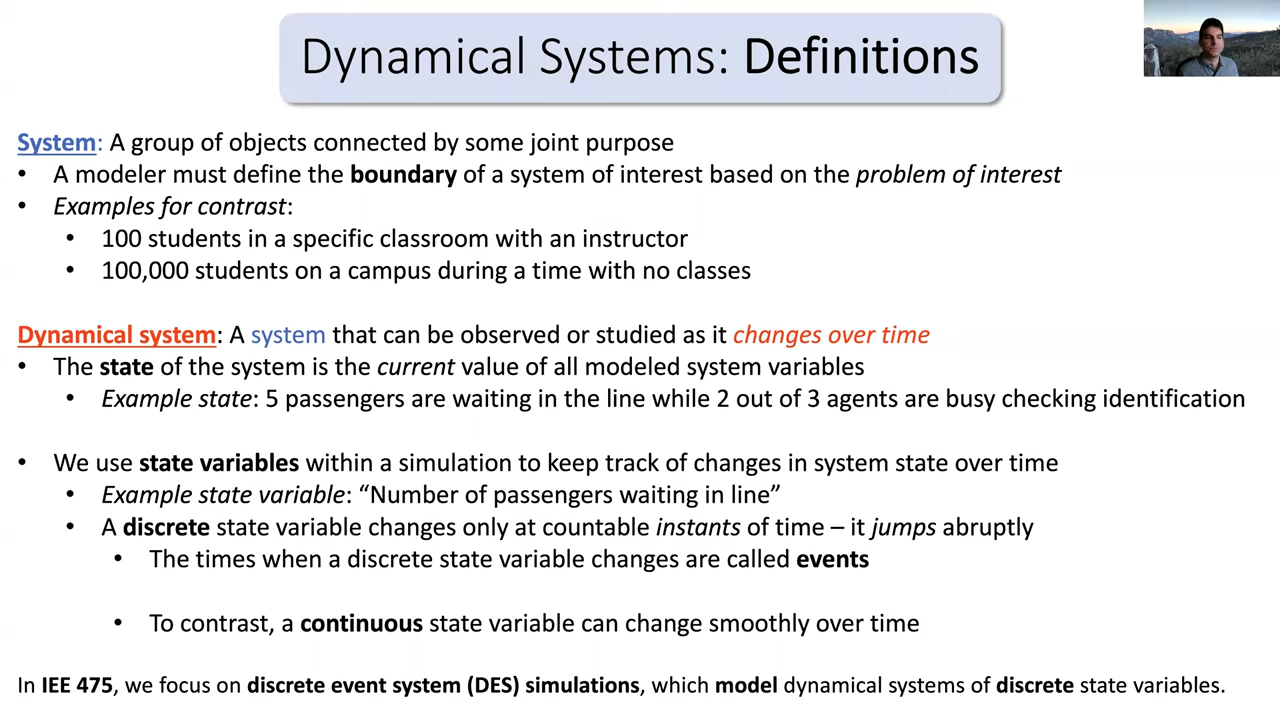 Dynamical Systems: Definitions
System: A group of objects connected by some joint purpose
• A modeler must define the boundary of a system of interest based on the problem of interest
• Examples for contrast:
• 100 students in a specific classroom with an instructor
• 100,000 students on a campus during a time with no classes
Dynamical system: A system that can be observed or studied as it changes over time
• The state of the system is the current value of all modeled system variables
• Example state: 5 passengers are waiting in the line while 2 out of 3 agents are busy checking identification
• We use state variables within a simulation to keep track of changes in system state over time
• Example state variable: “Number of passengers waiting in line”
• A discrete state variable changes only at countable instants of time – it jumps abruptly
• The times when a discrete state variable changes are called events
• To contrast, a continuous state variable can change smoothly over time
In IEE 475, we focus on discrete event system (DES) simulations, which model dynamical systems of discrete state variables.